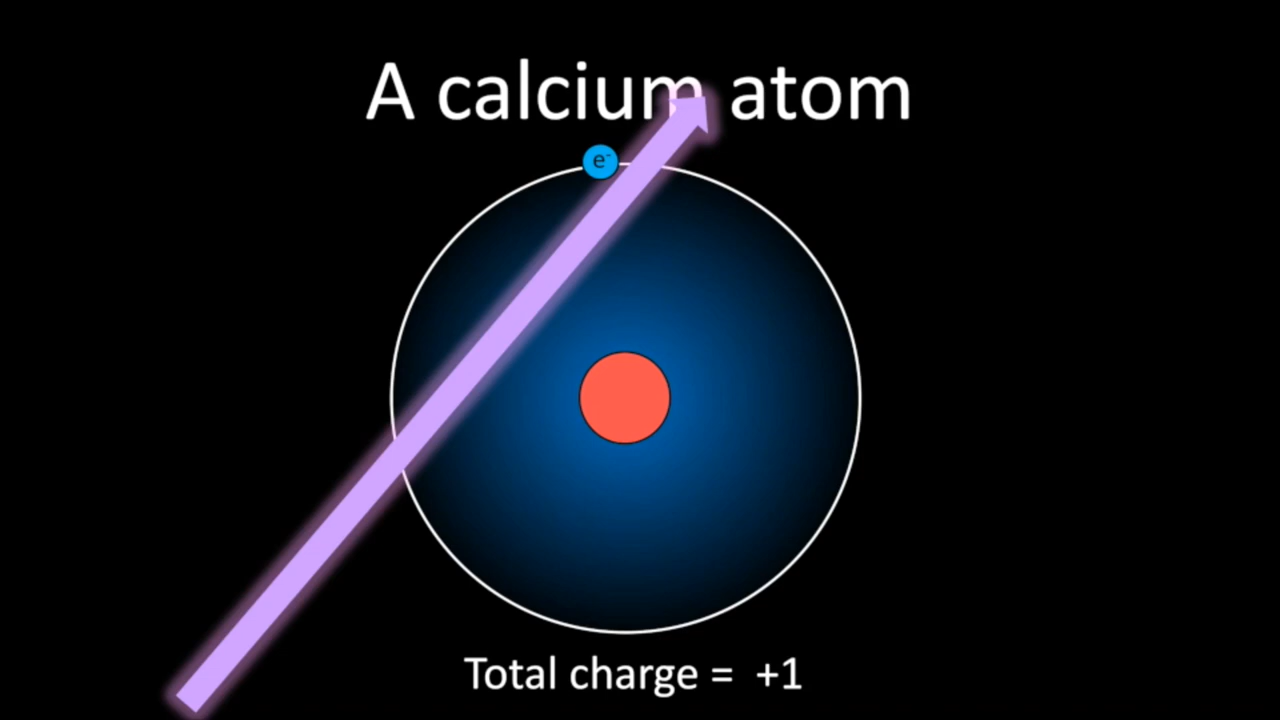 A calcium atom
e⁻
Total charge = +1